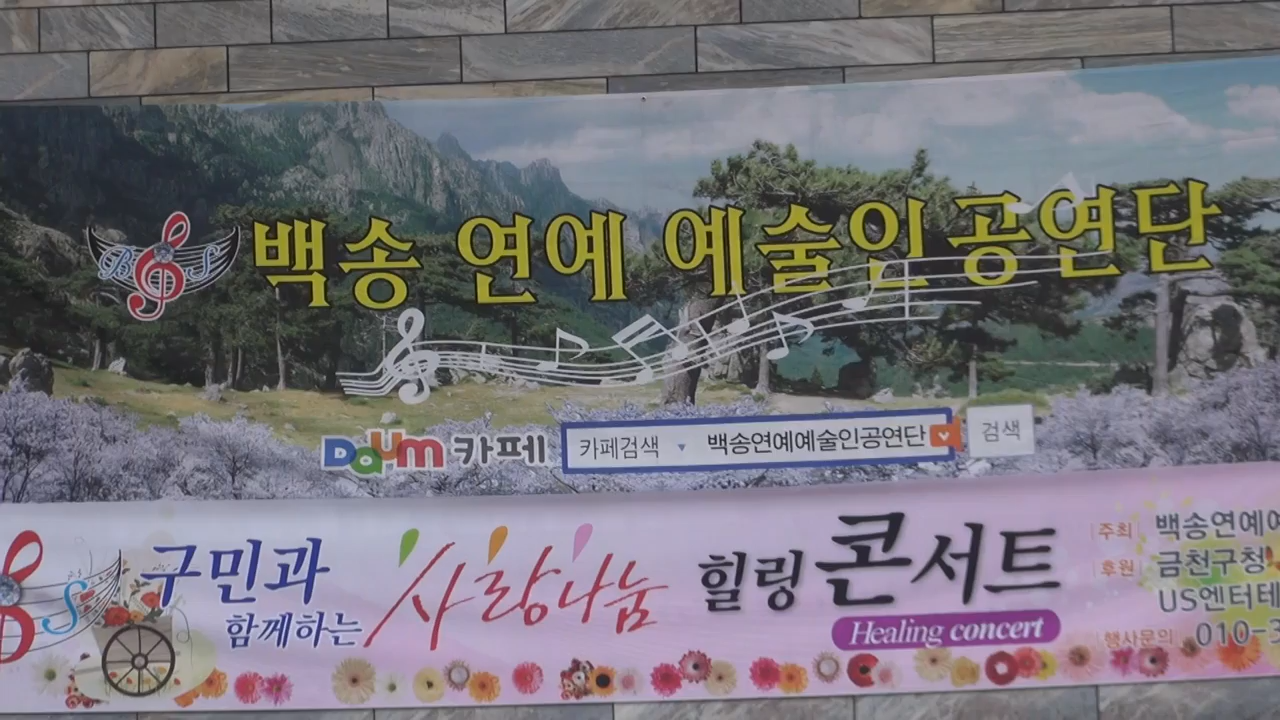 BS
백송 연예 예술인공연단
Daum 카페 카페검색 백송연예예술인공연단 검색
구민과 함께하는 사랑나눔 힐링 콘서트
Healing concert
주최 백송연예
후원 금천구청
US엔터테
행사문의 010-3